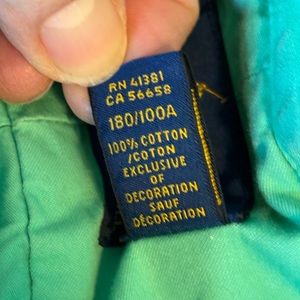 RN 41381
CA 56658
180/100A
100% COTTON
/COTON
EXCLUSIVE
OF
DECORATION
SAUF
DÉCORATION